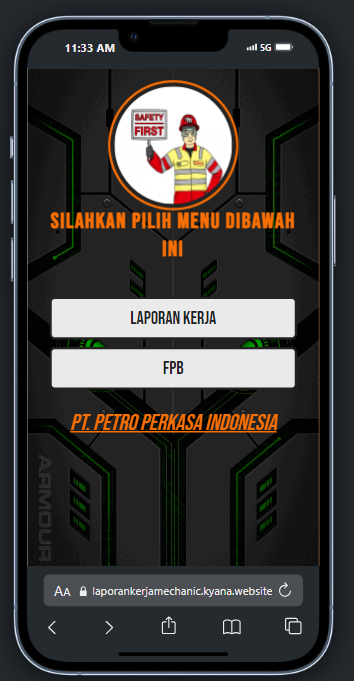 11:33 AM
5G
SAFETY
FIRST
SILAHKAN PILIH MENU DIBAWAH
INI
LAPORAN KERJA
FPB
PT. PETRO PERKASA INDONESIA
ARMOUR
AA laporankerjamechanic.kyana.website